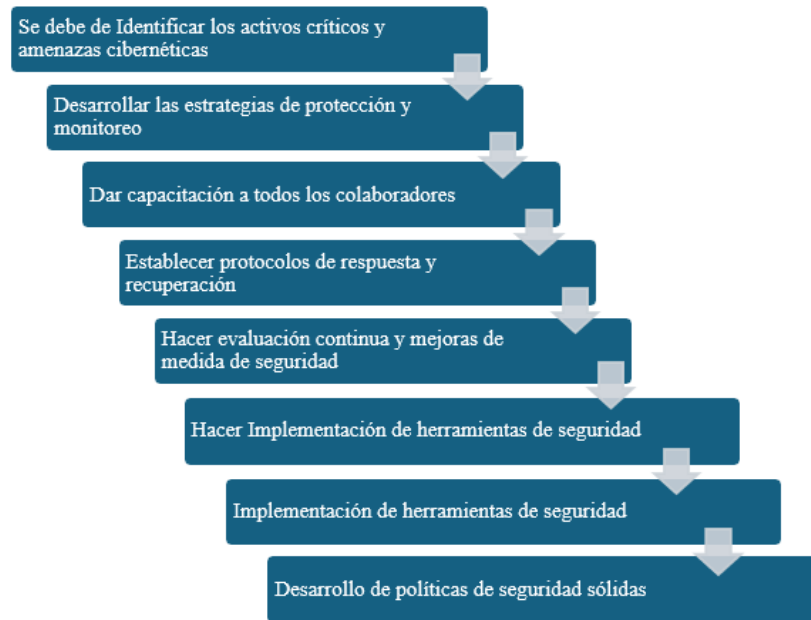 Se debe de Identificar los activos críticos y
amenazas cibernéticas
Desarrollar las estrategias de protección y
monitoreo
Dar capacitación a todos los colaboradores
Establecer protocolos de respuesta y
recuperación
Hacer evaluación continua y mejoras de
medida de seguridad
Hacer Implementación de herramientas de seguridad
Implementación de herramientas de seguridad
Desarrollo de políticas de seguridad sólidas